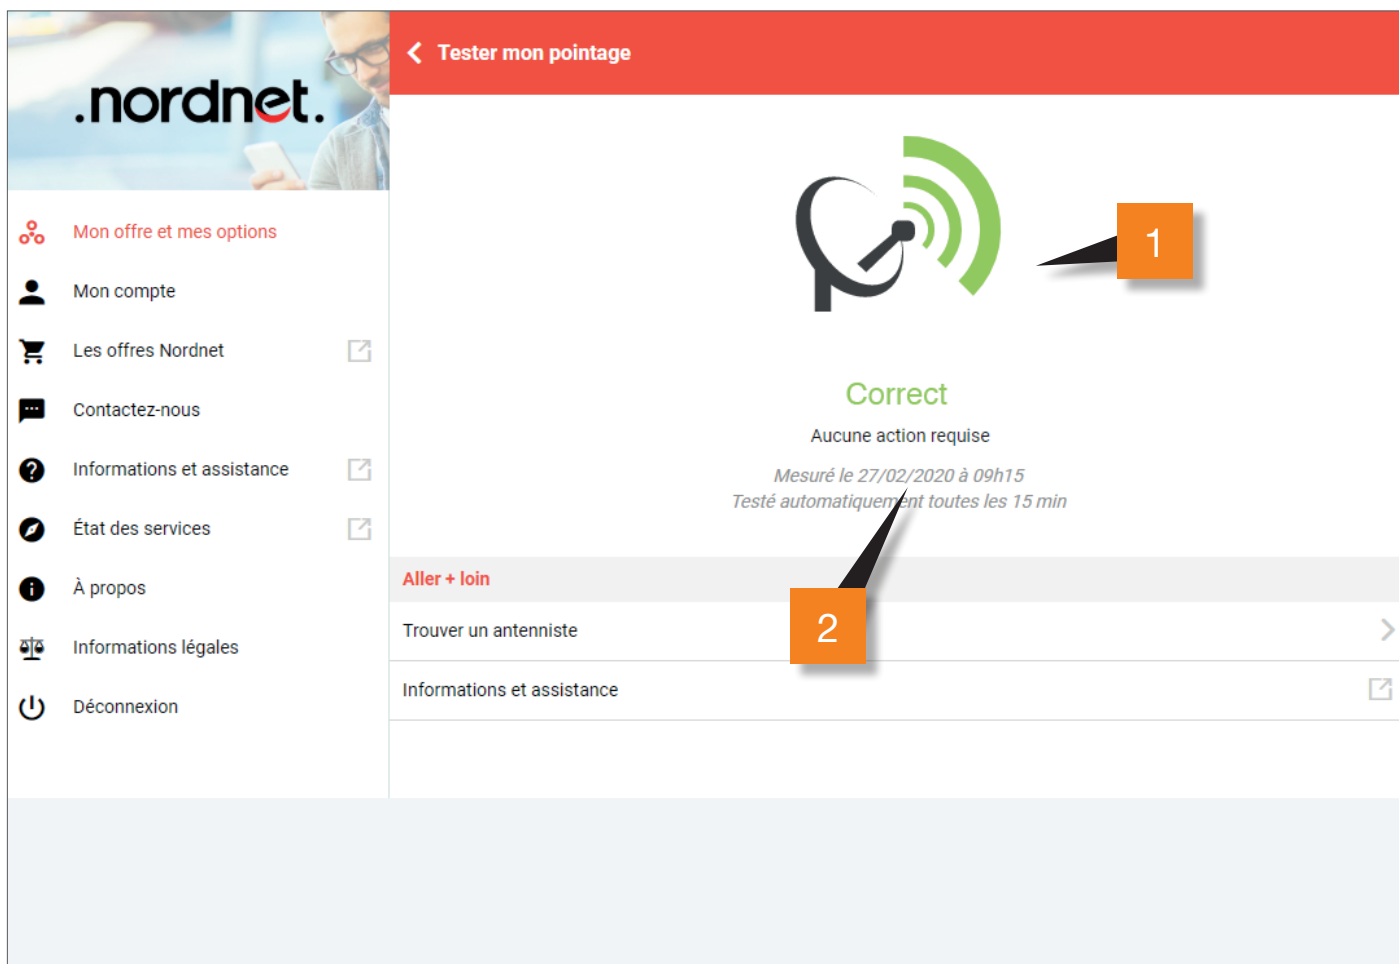 .nordnet.
Mon offre et mes options
Mon compte
Les offres Nordnet
Contactez-nous
Informations et assistance
État des services
À propos
Informations légales
Déconnexion
Tester mon pointage
1
Correct
Aucune action requise
Mesuré le 27/02/2020 à 09h15
Testé automatiquement toutes les 15 min
Aller + loin
Trouver un antenniste
2
Informations et assistance